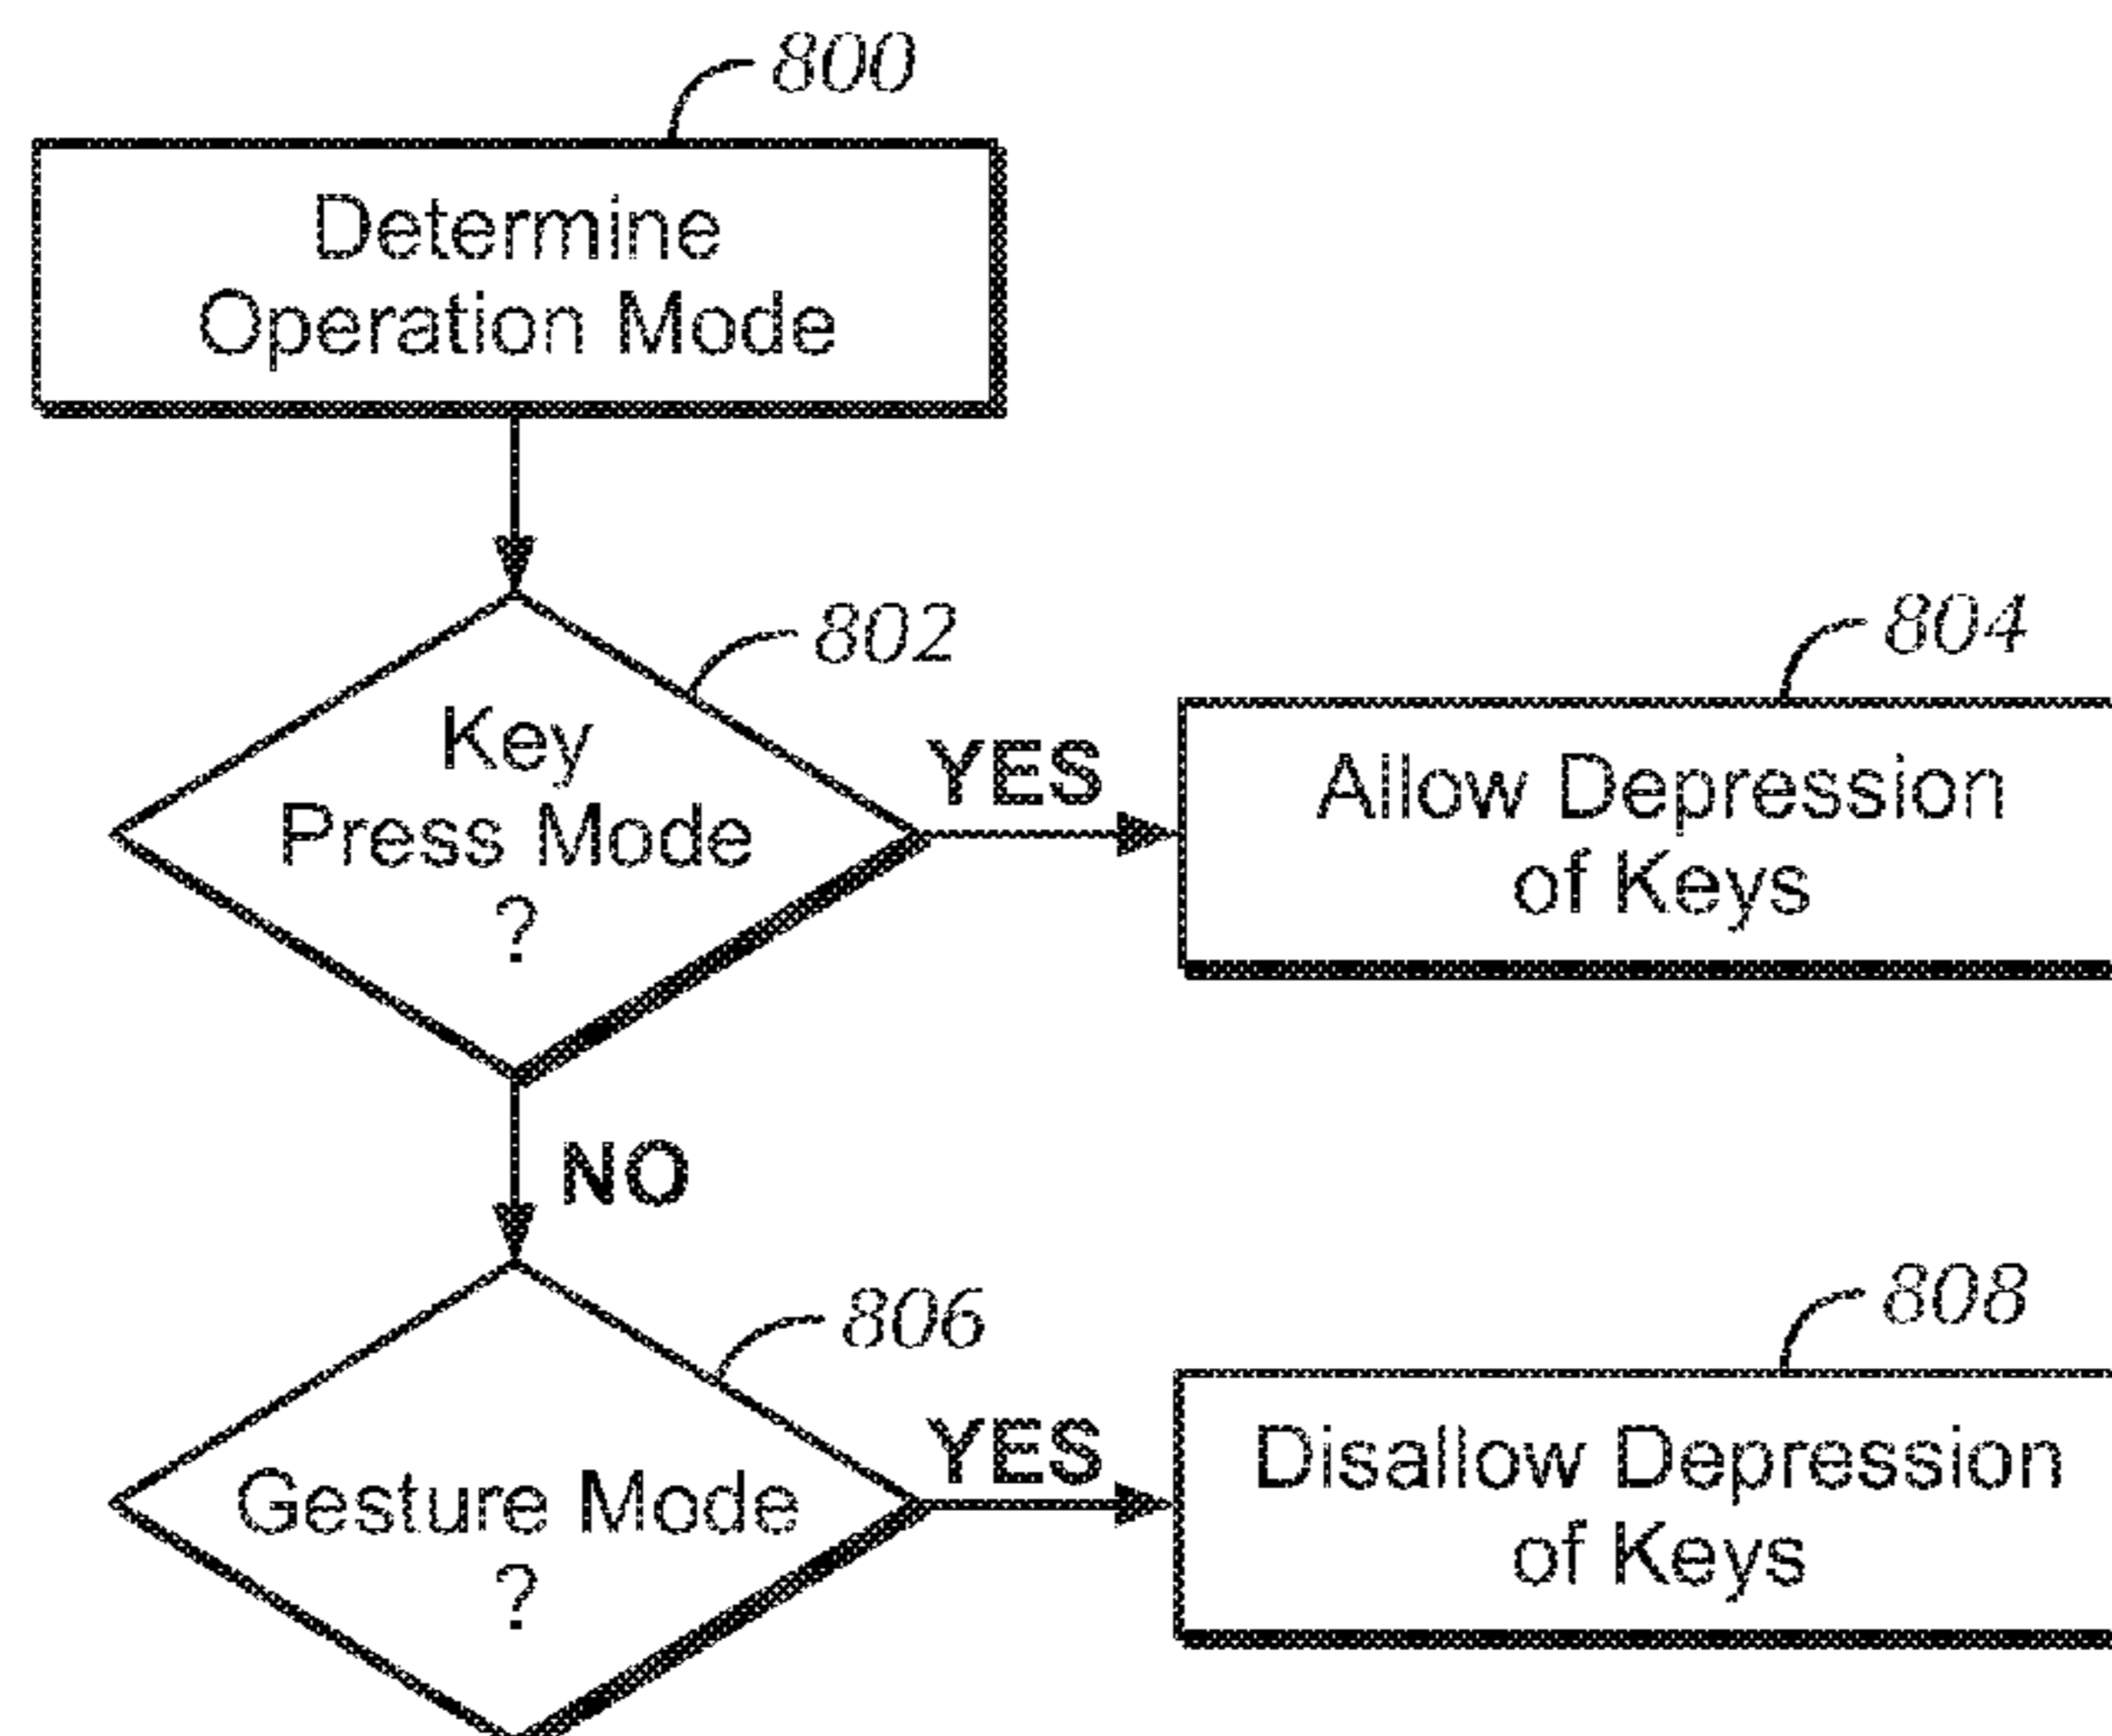 800
Determine
Operation Mode
802
Key
Press Mode
?
YES
804
Allow Depression
of Keys
NO
806
Gesture Mode
?
YES
808
Disallow Depression
of Keys